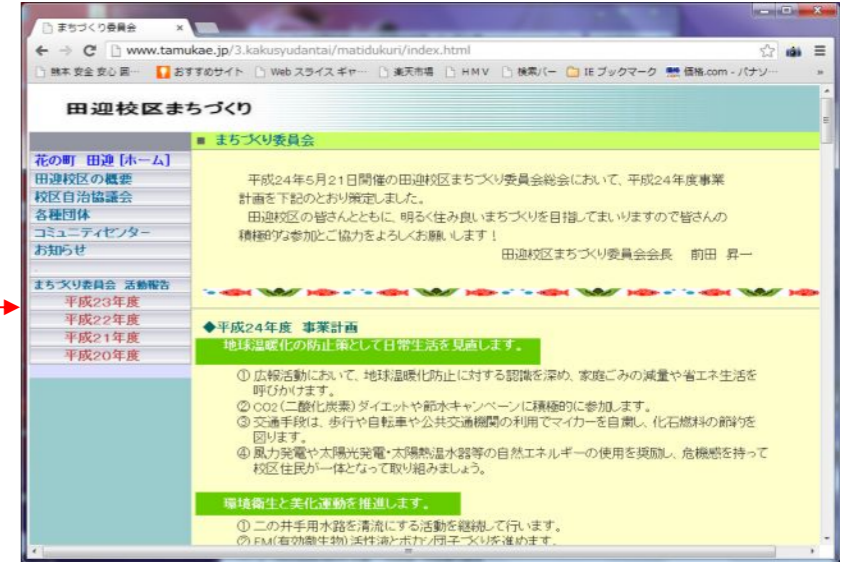 まちづくり委員会
www.tamukae.jp/3.kakusyudantai/matidukuri/index.html
熊本 安全 安心 医… おすすめサイト Web スライス ギャ… 楽天市場 HMV 検索バー IE ブックマーク 価格.com - パナソ… »
田迎校区まちづくり
■ まちづくり委員会
花の町 田迎 [ホーム]
田迎校区の概要
校区自治協議会
各種団体
コミュニティセンター
お知らせ
まちづくり委員会 活動報告
平成23年度
平成22年度
平成21年度
平成20年度
平成24年5月21日開催の田迎校区まちづくり委員会総会において、平成24年度事業
計画を下記のとおり策定しました。
田迎校区の皆さんとともに、明るく住み良いまちづくりを目指してまいりますので皆さんの
積極的な参加とご協力をよろしくお願いします！
田迎校区まちづくり委員会会長 前田 昇一
◆平成24年度 事業計画
地球温暖化の防止策として日常生活を見直します。
① 広報活動において、地球温暖化防止に対する認識を深め、家庭ごみの減量や省エネ生活を
呼びかけます。
② CO2(二酸化炭素)ダイエットや節水キャンペーンに積極的に参加します。
③ 交通手段は、歩行や自転車や公共交通機関の利用でマイカーを自粛し、化石燃料の節約を
図ります。
④ 風力発電や太陽光発電・太陽熱温水器等の自然エネルギーの使用を奨励し、危機感を持って
校区住民が一体となって取り組みましょう。
環境衛生と美化運動を推進します。
① 二の井手用水路を清流にする活動を継続して行います。
② EM(有効微生物)活性液とボカシ団子づくりを進めます。